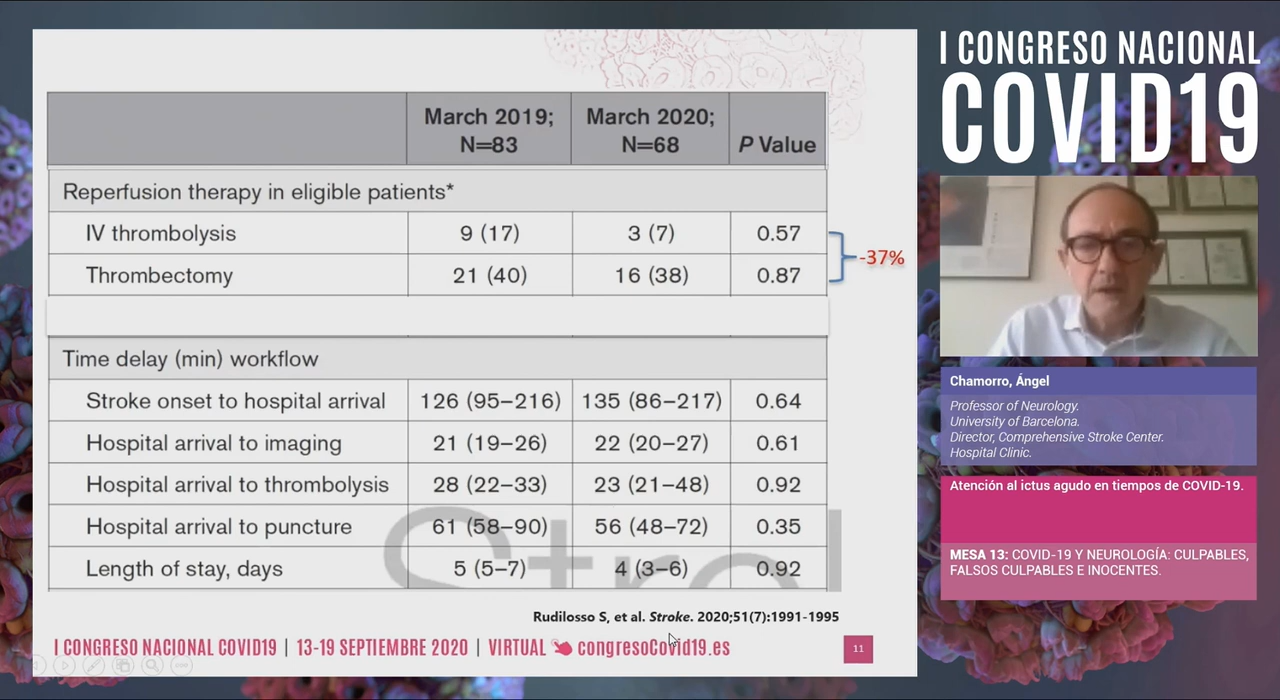 March 2019; March 2020;
N=83 N=68 P Value
Reperfusion therapy in eligible patients*
IV thrombolysis 9 (17) 3 (7) 0.57
Thrombectomy 21 (40) 16 (38) 0.87
-37%
Time delay (min) workflow
Stroke onset to hospital arrival 126 (95–216) 135 (86–217) 0.64
Hospital arrival to imaging 21 (19–26) 22 (20–27) 0.61
Hospital arrival to thrombolysis 28 (22–33) 23 (21–48) 0.92
Hospital arrival to puncture 61 (58–90) 56 (48–72) 0.35
Length of stay, days 5 (5–7) 4 (3–6) 0.92
Rudilosso S, et al. Stroke. 2020;51(7):1991-1995
I CONGRESO NACIONAL COVID19 | 13-19 SEPTIEMBRE 2020 | VIRTUAL congresoCovid19.es
11
I CONGRESO NACIONAL
COVID19
Chamorro, Ángel
Professor of Neurology.
University of Barcelona.
Director, Comprehensive Stroke Center.
Hospital Clinic.
Atención al ictus agudo en tiempos de COVID-19.
MESA 13: COVID-19 Y NEUROLOGÍA: CULPABLES,
FALSOS CULPABLES E INOCENTES.